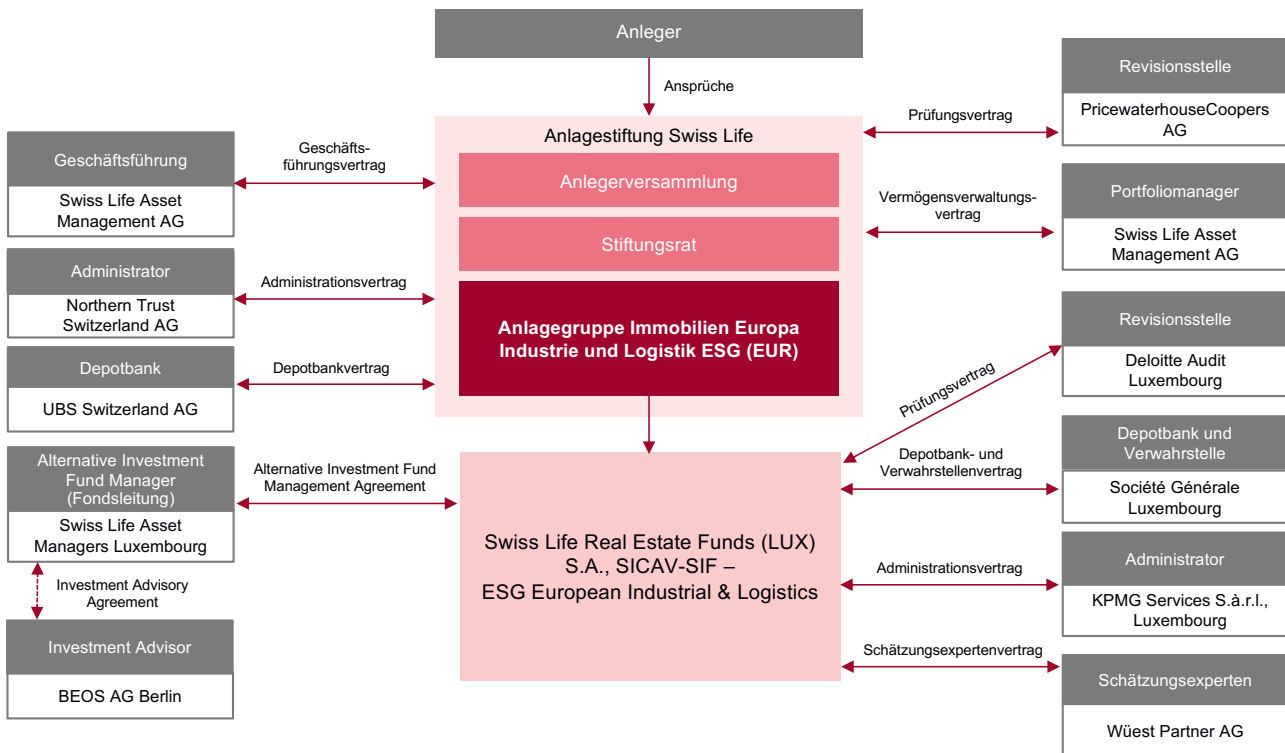 Anleger
Ansprüche
Geschäftsführung
Swiss Life Asset
Management AG
Geschäfts-
führungsvertrag
Administrator
Northern Trust
Switzerland AG
Administrationsvertrag
Depotbank
UBS Switzerland AG
Depotbankvertrag
Anlagestiftung Swiss Life
Anlegerversammlung
Stiftungsrat
Anlagegruppe Immobilien Europa
Industrie und Logistik ESG (EUR)
Prüfungsvertrag
Revisionsstelle
PricewaterhouseCoopers
AG
Vermögensverwaltungs-
vertrag
Portfoliomanager
Swiss Life Asset
Management AG
Alternative Investment
Fund Manager
(Fondsleitung)
Swiss Life Asset
Managers Luxembourg
Alternative Investment Fund
Management Agreement
Investment Advisory
Agreement
Investment Advisor
BEOS AG Berlin
Swiss Life Real Estate Funds (LUX)
S.A., SICAV-SIF –
ESG European Industrial & Logistics
Prüfungsvertrag
Revisionsstelle
Deloitte Audit
Luxembourg
Depotbank- und
Verwahrstellenvertrag
Depotbank und
Verwahrstelle
Société Générale
Luxembourg
Administrationsvertrag
Administrator
KPMG Services S.à.r.l.,
Luxembourg
Schätzungsexpertenvertrag
Schätzungsexperten
Wüest Partner AG